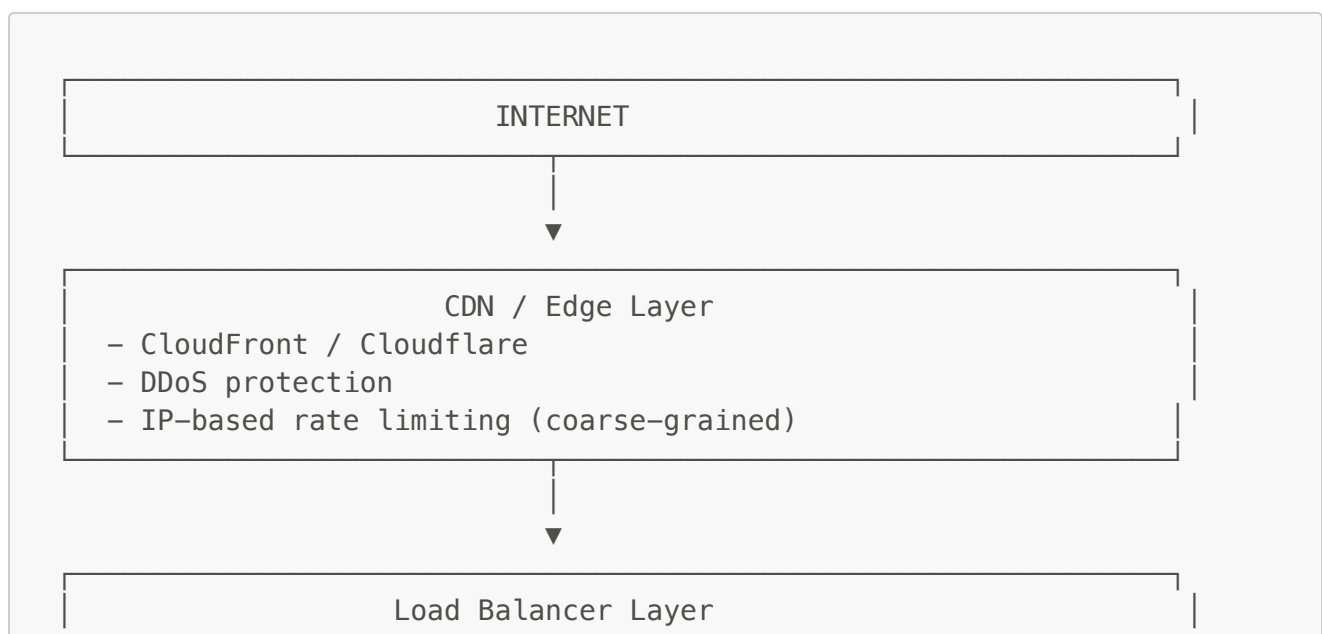 INTERNET
▼
CDN / Edge Layer
- CloudFront / Cloudflare
- DDoS protection
- IP-based rate limiting (coarse-grained)
▼
Load Balancer Layer